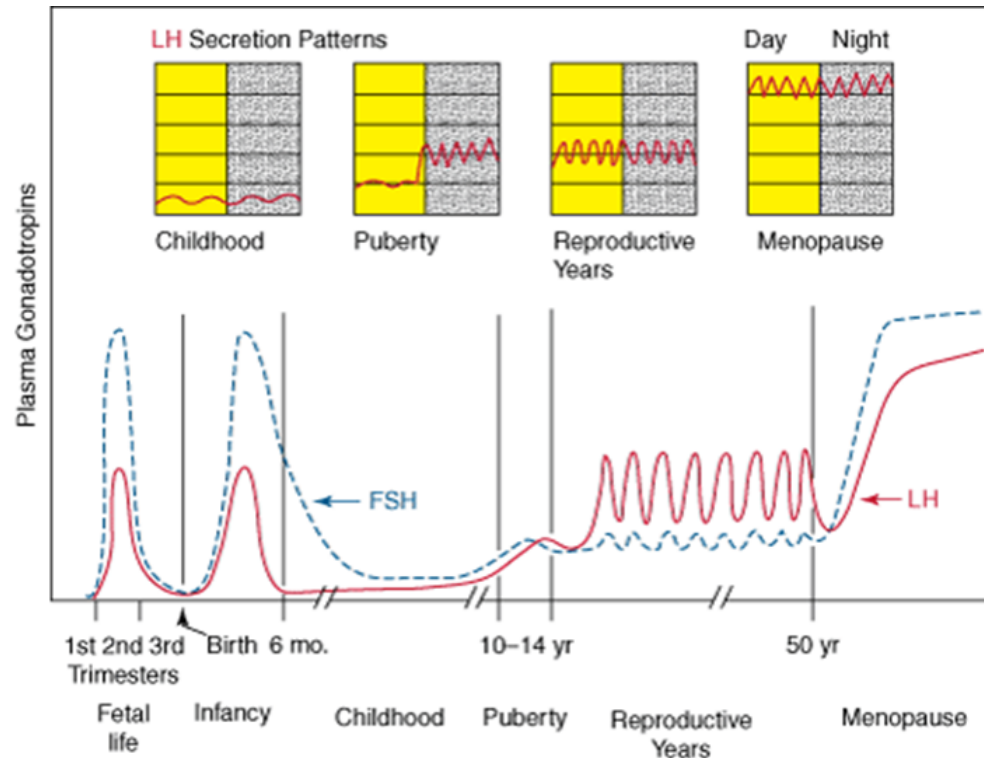 LH Secretion Patterns
Day Night
Childhood
Puberty
Reproductive
Years
Menopause
Plasma Gonadotropins
FSH
LH
1st 2nd 3rd
Trimesters
Birth 6 mo.
10–14 yr
50 yr
Fetal
life
Infancy
Childhood
Puberty
Reproductive
Years
Menopause